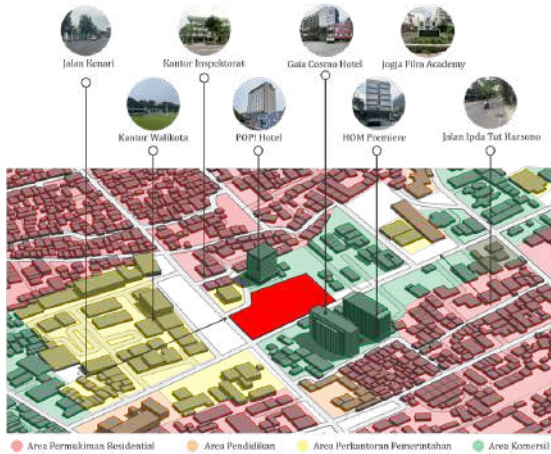 Jalan Kenari
Kantor Inspektorat
Gaia Cosmo Hotel
Jogja Film Academy
Kantor Walikota
POP! Hotel
HOM Premiere
Jalan Ipda Tut Harsono
Area Permukiman Residential
Area Pendidikan
Area Perkantoran Pemerintahan
Area Komersil